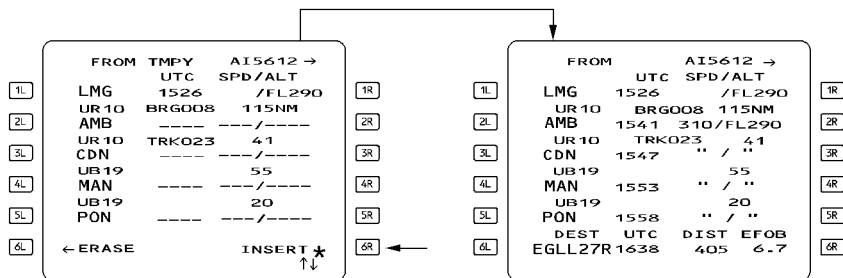 FROM TMPY AI5612 →
UTC SPD/ALT
1L LMG 1526 /FL290 1R
UR10 BRG008 115NM
2L AMB ---- ---/---- 2R
UR10 TRK023 41
3L CDN ---- ---/---- 3R
UB19 55
4L MAN ---- ---/---- 4R
UB19 20
5L PON ---- ---/---- 5R
6L ←ERASE INSERT* 6R
↑↓
FROM AI5612 →
UTC SPD/ALT
1L LMG 1526 /FL290 1R
UR10 BRG008 115NM
2L AMB 1541 310/FL290 2R
UR10 TRK023 41
3L CDN 1547 " / " 3R
UB19 55
4L MAN 1553 " / " 4R
UB19 20
5L PON 1558 " / " 5R
DEST UTC DIST EFOB
6L EGLL27R 1638 405 6.7 6R